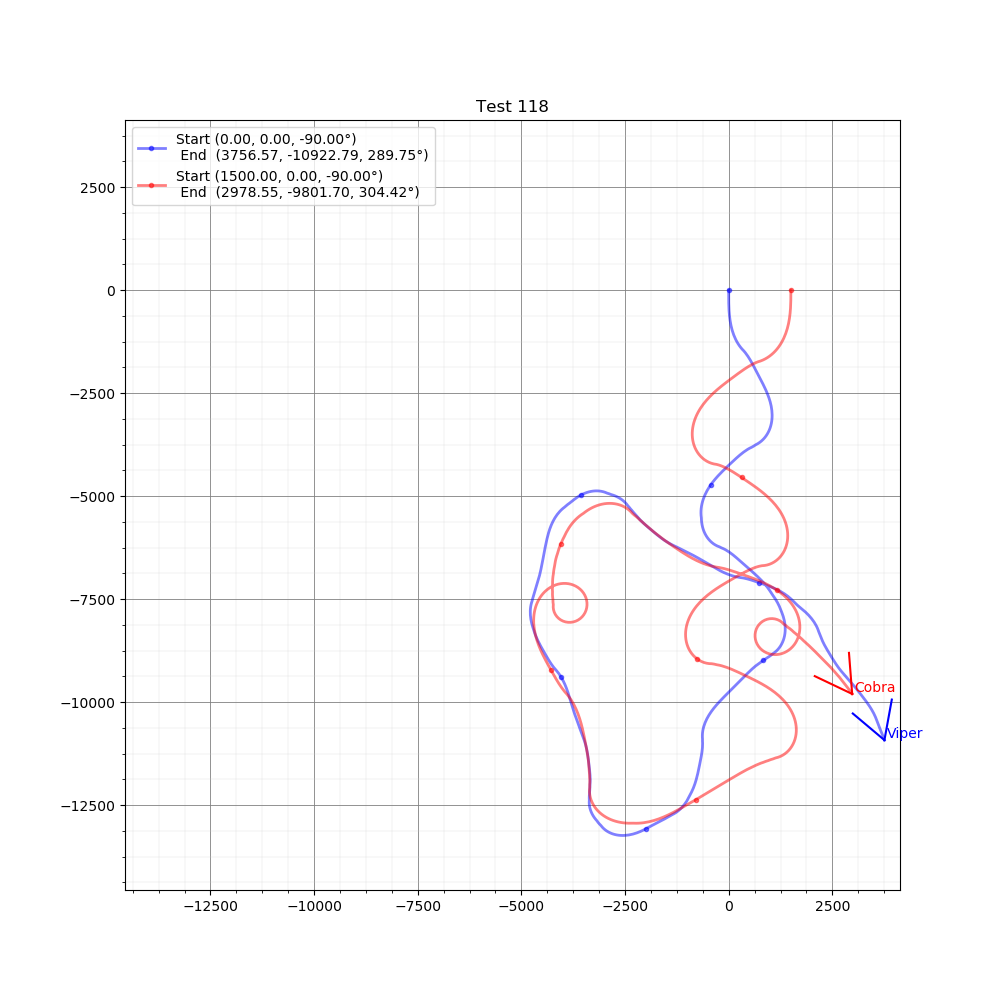 Test 118
Start (0.00, 0.00, -90.00°)
End (3756.57, -10922.79, 289.75°)
Start (1500.00, 0.00, -90.00°)
End (2978.55, -9801.70, 304.42°)
2500
0
−2500
−5000
−7500
−10000
−12500
Cobra
Viper
−12500
−10000
−7500
−5000
−2500
0
2500